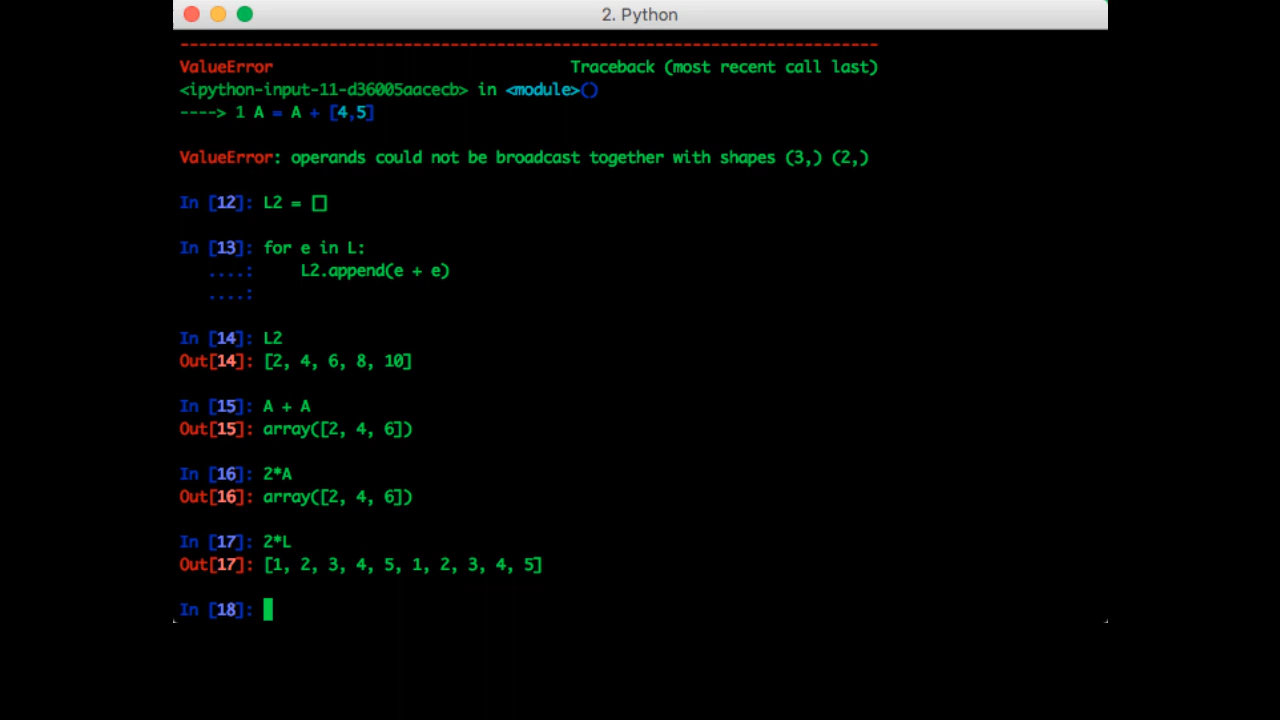 2. Python
---------------------------------------------------------------------------
ValueError                                Traceback (most recent call last)
<ipython-input-11-d36005aacecb> in <module>()
----> 1 A = A + [4,5]
ValueError: operands could not be broadcast together with shapes (3,) (2,)
In [12]: L2 = []
In [13]: for e in L:
   ....:     L2.append(e + e)
   ....:
In [14]: L2
Out[14]: [2, 4, 6, 8, 10]
In [15]: A + A
Out[15]: array([2, 4, 6])
In [16]: 2*A
Out[16]: array([2, 4, 6])
In [17]: 2*L
Out[17]: [1, 2, 3, 4, 5, 1, 2, 3, 4, 5]
In [18]: